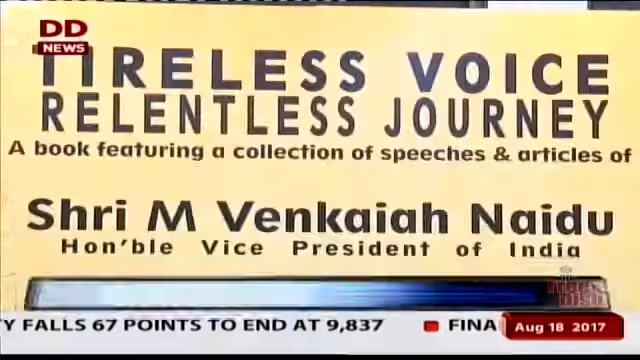 DD
NEWS
TIRELESS VOICE
RELENTLESS JOURNEY
A book featuring a collection of speeches & articles of
Shri M Venkaiah Naidu
Hon'ble Vice President of India
Y FALLS 67 POINTS TO END AT 9,837
FINA
Aug 18 2017